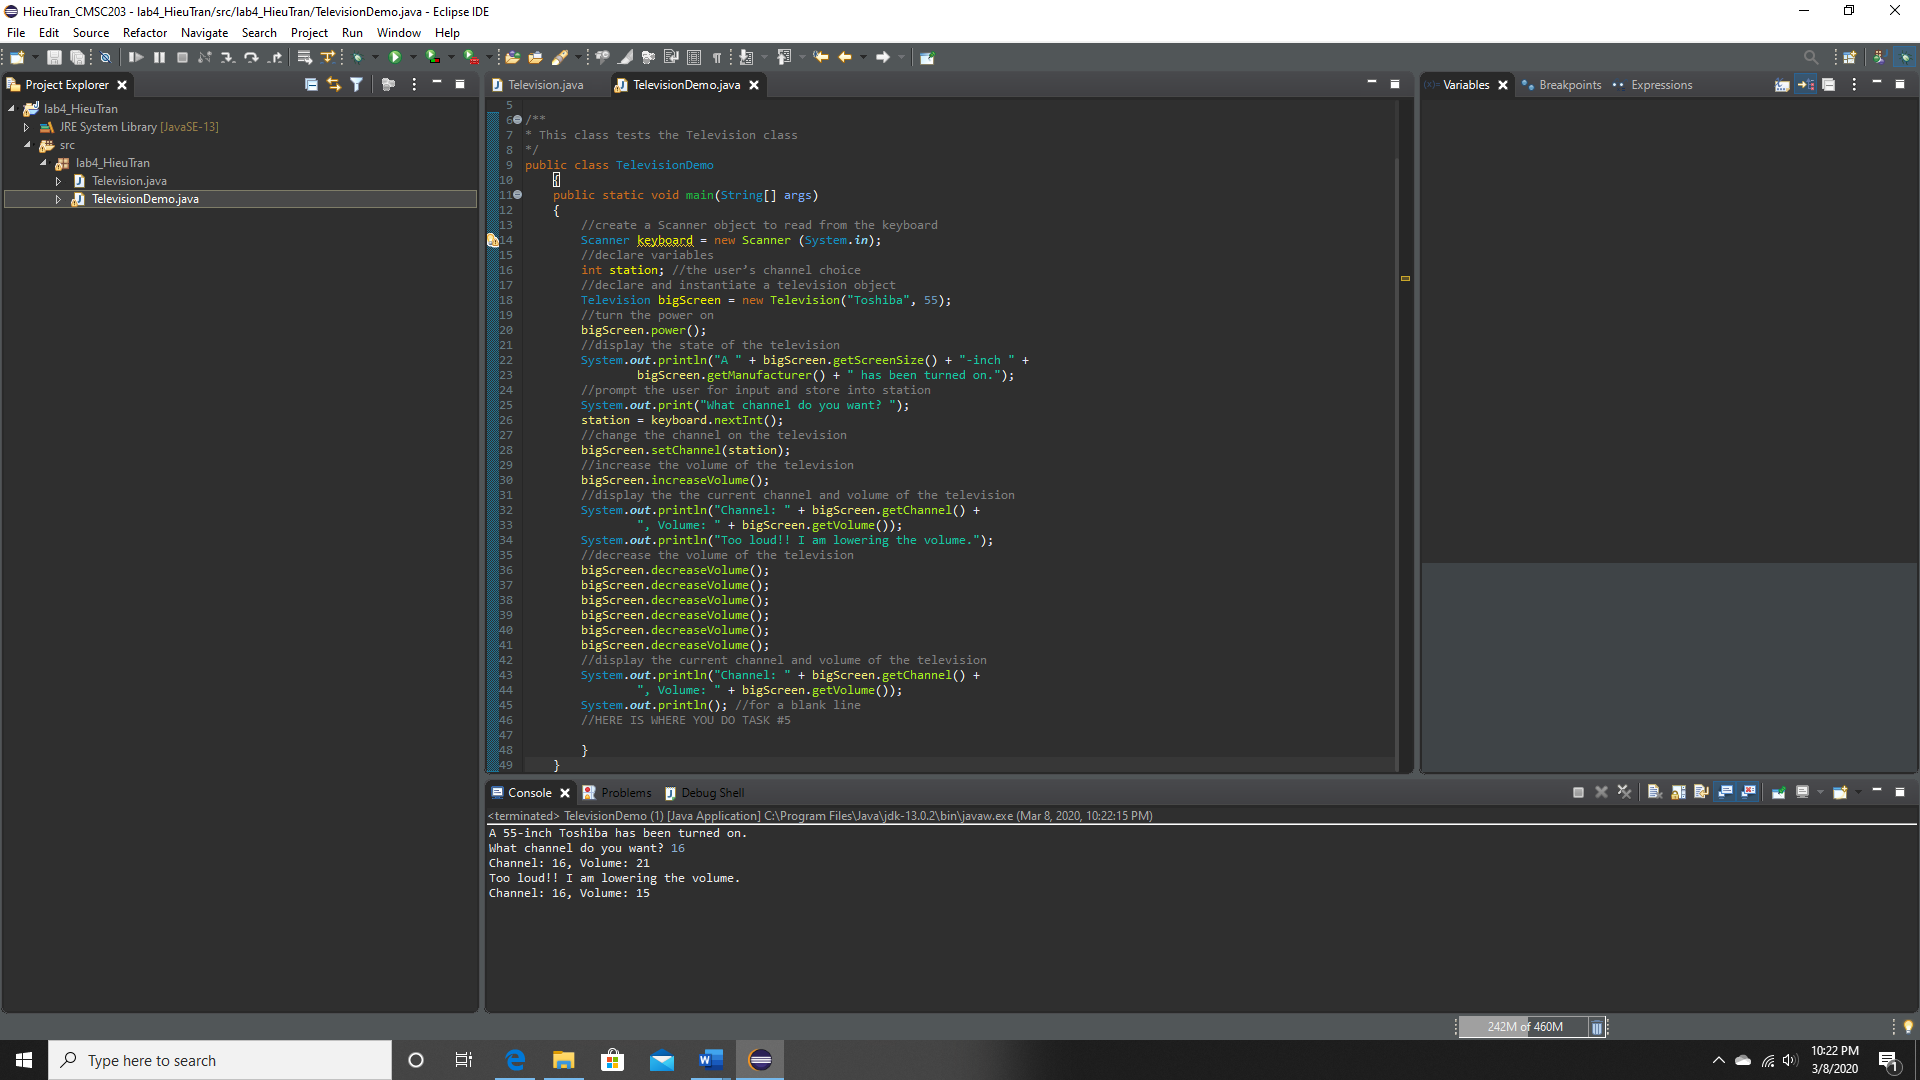 HieuTran_CMSC203 - lab4_HieuTran/src/lab4_HieuTran/TelevisionDemo.java - Eclipse IDE
File Edit Source Refactor Navigate Search Project Run Window Help
Project Explorer
lab4_HieuTran
JRE System Library [JavaSE-13]
src
lab4_HieuTran
Television.java
TelevisionDemo.java
Television.java TelevisionDemo.java
5
6 /**
7 * This class tests the Television class
8 */
9 public class TelevisionDemo
10 {
11 public static void main(String[] args)
12 {
13 //create a Scanner object to read from the keyboard
14 Scanner keyboard = new Scanner (System.in);
15 //declare variables
16 int station; //the user’s channel choice
17 //declare and instantiate a television object
18 Television bigScreen = new Television("Toshiba", 55);
19 //turn the power on
20 bigScreen.power();
21 //display the state of the television
22 System.out.println("A " + bigScreen.getScreenSize() + "-inch " +
23 bigScreen.getManufacturer() + " has been turned on.");
24 //prompt the user for input and store into station
25 System.out.print("What channel do you want? ");
26 station = keyboard.nextInt();
27 //change the channel on the television
28 bigScreen.setChannel(station);
29 //increase the volume of the television
30 bigScreen.increaseVolume();
31 //display the the current channel and volume of the television
32 System.out.println("Channel: " + bigScreen.getChannel() +
33 ", Volume: " + bigScreen.getVolume());
34 System.out.println("Too loud!! I am lowering the volume.");
35 //decrease the volume of the television
36 bigScreen.decreaseVolume();
37 bigScreen.decreaseVolume();
38 bigScreen.decreaseVolume();
39 bigScreen.decreaseVolume();
40 bigScreen.decreaseVolume();
41 bigScreen.decreaseVolume();
42 //display the current channel and volume of the television
43 System.out.println("Channel: " + bigScreen.getChannel() +
44 ", Volume: " + bigScreen.getVolume());
45 System.out.println(); //for a blank line
46 //HERE IS WHERE YOU DO TASK #5
47
48 }
49 }
(x)= Variables Breakpoints Expressions
Console Problems Debug Shell
<terminated> TelevisionDemo (1) [Java Application] C:\Program Files\Java\jdk-13.0.2\bin\javaw.exe (Mar 8, 2020, 10:22:15 PM)
A 55-inch Toshiba has been turned on.
What channel do you want? 16
Channel: 16, Volume: 21
Too loud!! I am lowering the volume.
Channel: 16, Volume: 15
242M of 460M
Type here to search
10:22 PM
3/8/2020
1